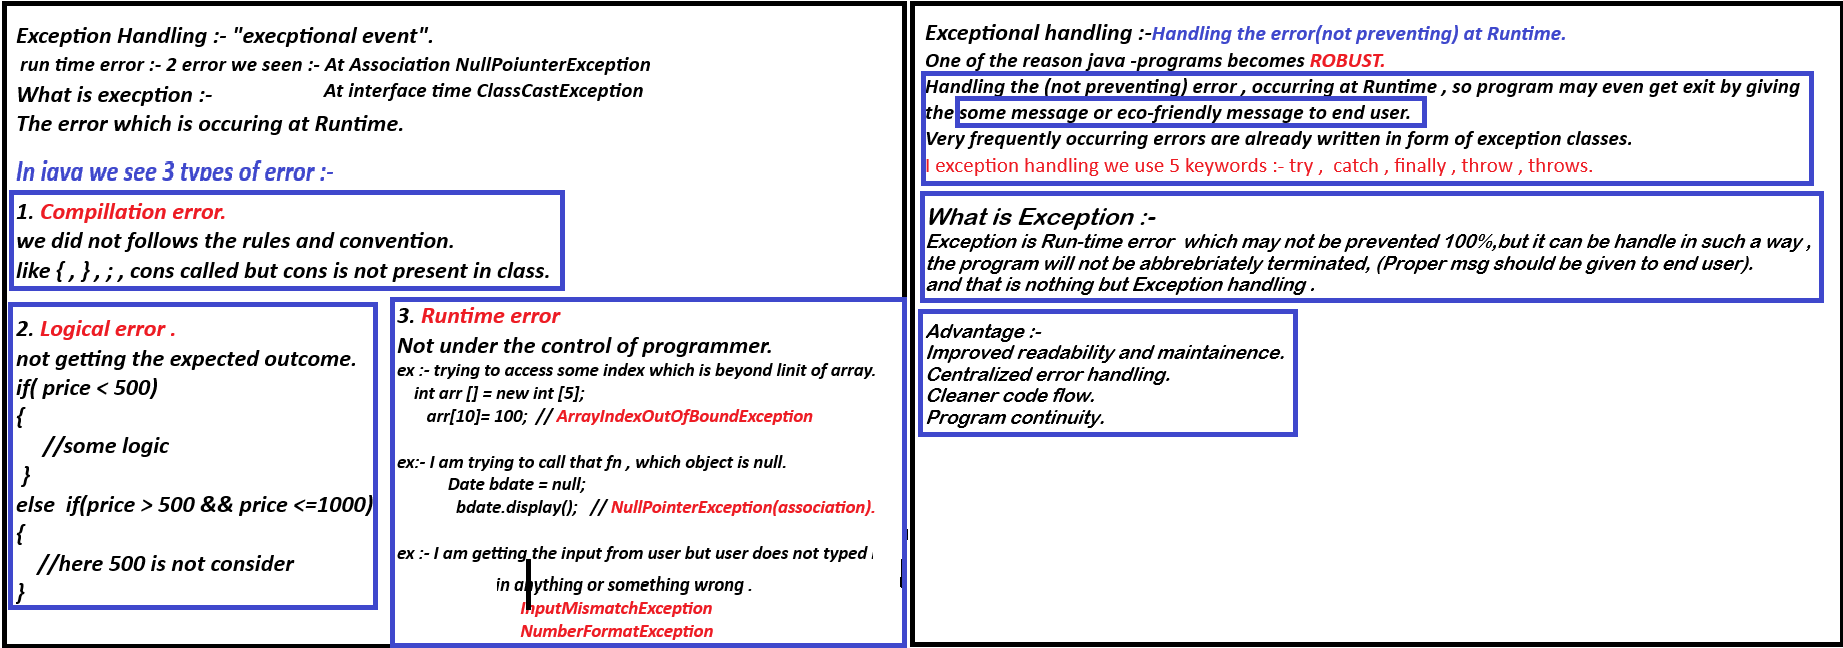 Exception Handling :- "execptional event".
run time error :- 2 error we seen :- At Association NullPoiunterException
What is execption :- At interface time ClassCastException
The error which is occuring at Runtime.
In java we see 3 types of error :-
1. Compillation error.
we did not follows the rules and convention.
like { , } , ; , cons called but cons is not present in class.
2. Logical error .
not getting the expected outcome.
if( price < 500)
{
//some logic
}
else if(price > 500 && price <=1000)
{
//here 500 is not consider
}
3. Runtime error
Not under the control of programmer.
ex :- trying to access some index which is beyond linit of array.
int arr [] = new int [5];
arr[10]= 100; // ArrayIndexOutOfBoundException
ex:- I am trying to call that fn , which object is null.
Date bdate = null;
bdate.display(); // NullPointerException(association).
ex :- I am getting the input from user but user does not typed
in anything or something wrong .
InputMismatchException
NumberFormatException
Exceptional handling :-Handling the error(not preventing) at Runtime.
One of the reason java -programs becomes ROBUST.
Handling the (not preventing) error , occurring at Runtime , so program may even get exit by giving
the some message or eco-friendly message to end user.
Very frequently occurring errors are already written in form of exception classes.
I exception handling we use 5 keywords :- try , catch , finally , throw , throws.
What is Exception :-
Exception is Run-time error which may not be prevented 100%,but it can be handle in such a way ,
the program will not be abbrebriately terminated, (Proper msg should be given to end user).
and that is nothing but Exception handling .
Advantage :-
Improved readability and maintainence.
Centralized error handling.
Cleaner code flow.
Program continuity.